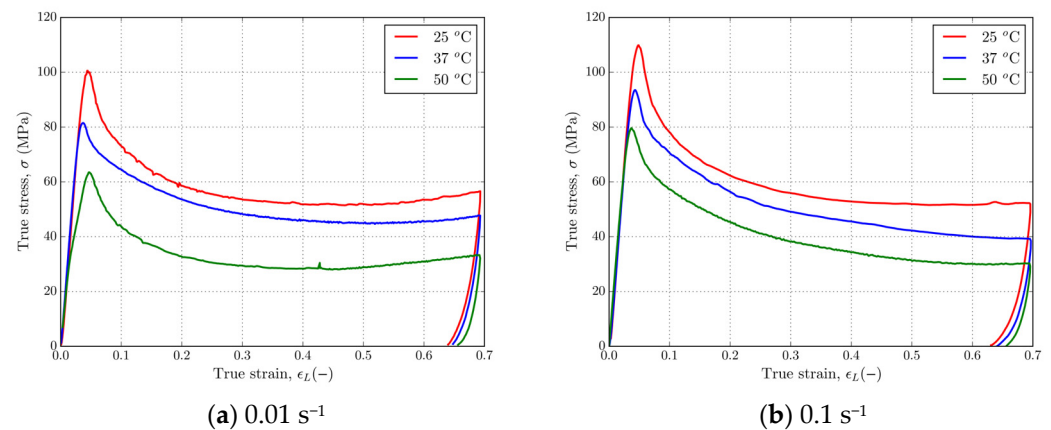 120
100
80
60
40
20
0
True stress, σ (MPa)
25 °C
37 °C
50 °C
0.0 0.1 0.2 0.3 0.4 0.5 0.6 0.7
True strain, ϵL(−)
(a) 0.01 s⁻¹
120
100
80
60
40
20
0
True stress, σ (MPa)
25 °C
37 °C
50 °C
0.0 0.1 0.2 0.3 0.4 0.5 0.6 0.7
True strain, ϵL(−)
(b) 0.1 s⁻¹